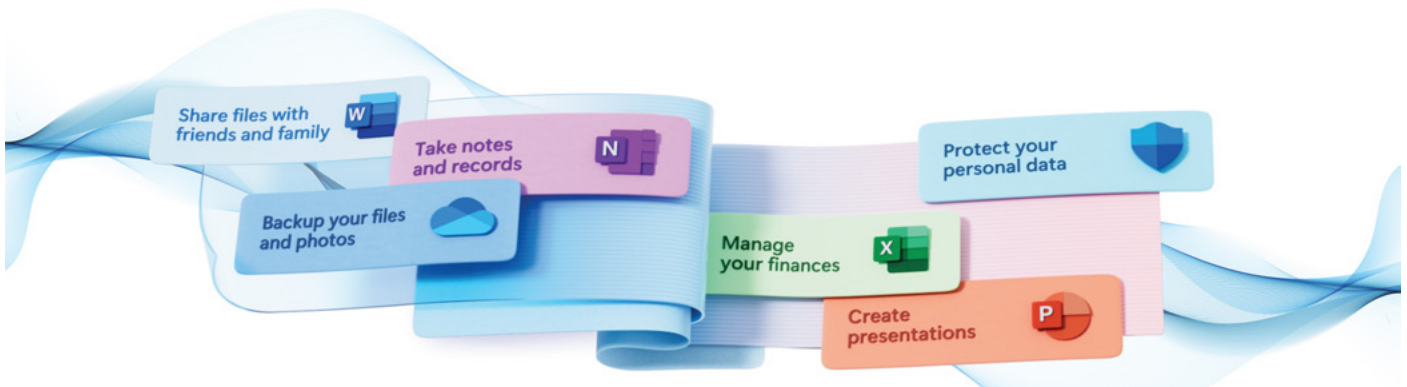 Share files with
friends and family
W
Take notes
and records
N
Backup your files
and photos
Protect your
personal data
Manage
your finances
X
Create
presentations
P